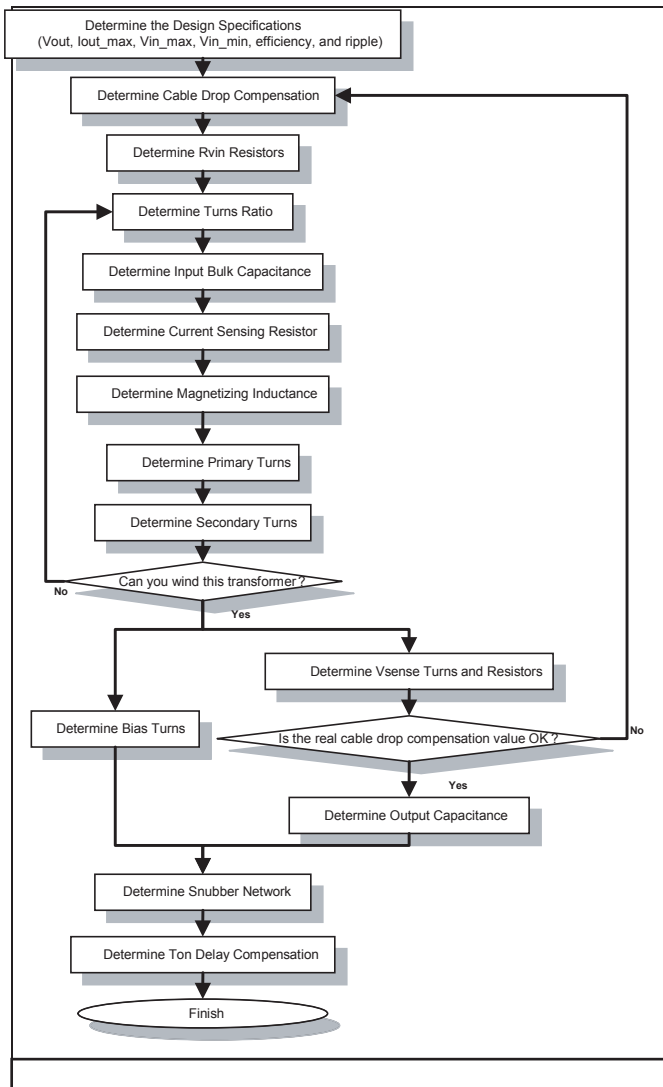 Determine the Design Specifications
(Vout, Iout_max, Vin_max, Vin_min, efficiency, and ripple)
Determine Cable Drop Compensation
Determine Rvin Resistors
Determine Turns Ratio
Determine Input Bulk Capacitance
Determine Current Sensing Resistor
Determine Magnetizing Inductance
Determine Primary Turns
Determine Secondary Turns
Can you wind this transformer?
No
Yes
Determine Vsense Turns and Resistors
Determine Bias Turns
Is the real cable drop compensation value OK?
No
Yes
Determine Output Capacitance
Determine Snubber Network
Determine Ton Delay Compensation
Finish